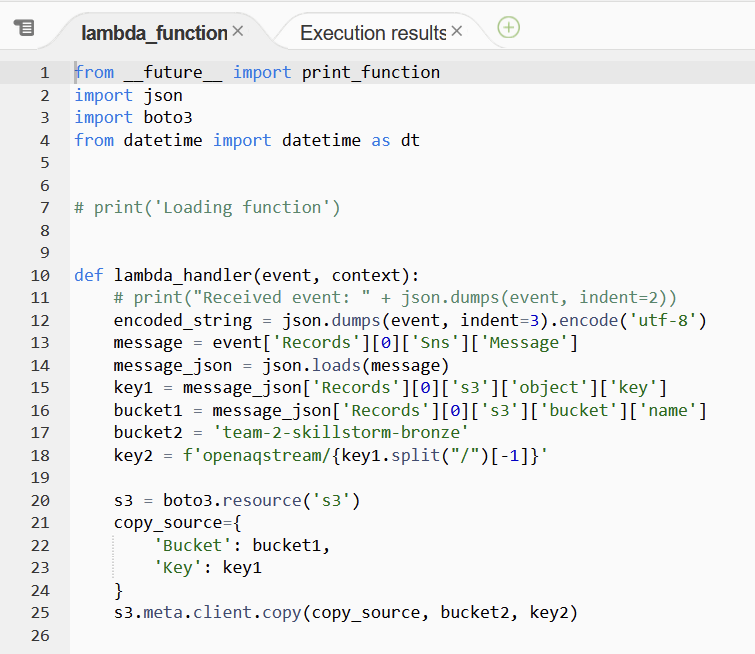 lambda_function × Execution results ×
1 from __future__ import print_function
2 import json
3 import boto3
4 from datetime import datetime as dt
5
6
7 # print('Loading function')
8
9
10 def lambda_handler(event, context):
11     # print("Received event: " + json.dumps(event, indent=2))
12     encoded_string = json.dumps(event, indent=3).encode('utf-8')
13     message = event['Records'][0]['Sns']['Message']
14     message_json = json.loads(message)
15     key1 = message_json['Records'][0]['s3']['object']['key']
16     bucket1 = message_json['Records'][0]['s3']['bucket']['name']
17     bucket2 = 'team-2-skillstorm-bronze'
18     key2 = f'openaqstream/{key1.split("/")[-1]}'
19
20     s3 = boto3.resource('s3')
21     copy_source={
22         'Bucket': bucket1,
23         'Key': key1
24     }
25     s3.meta.client.copy(copy_source, bucket2, key2)
26